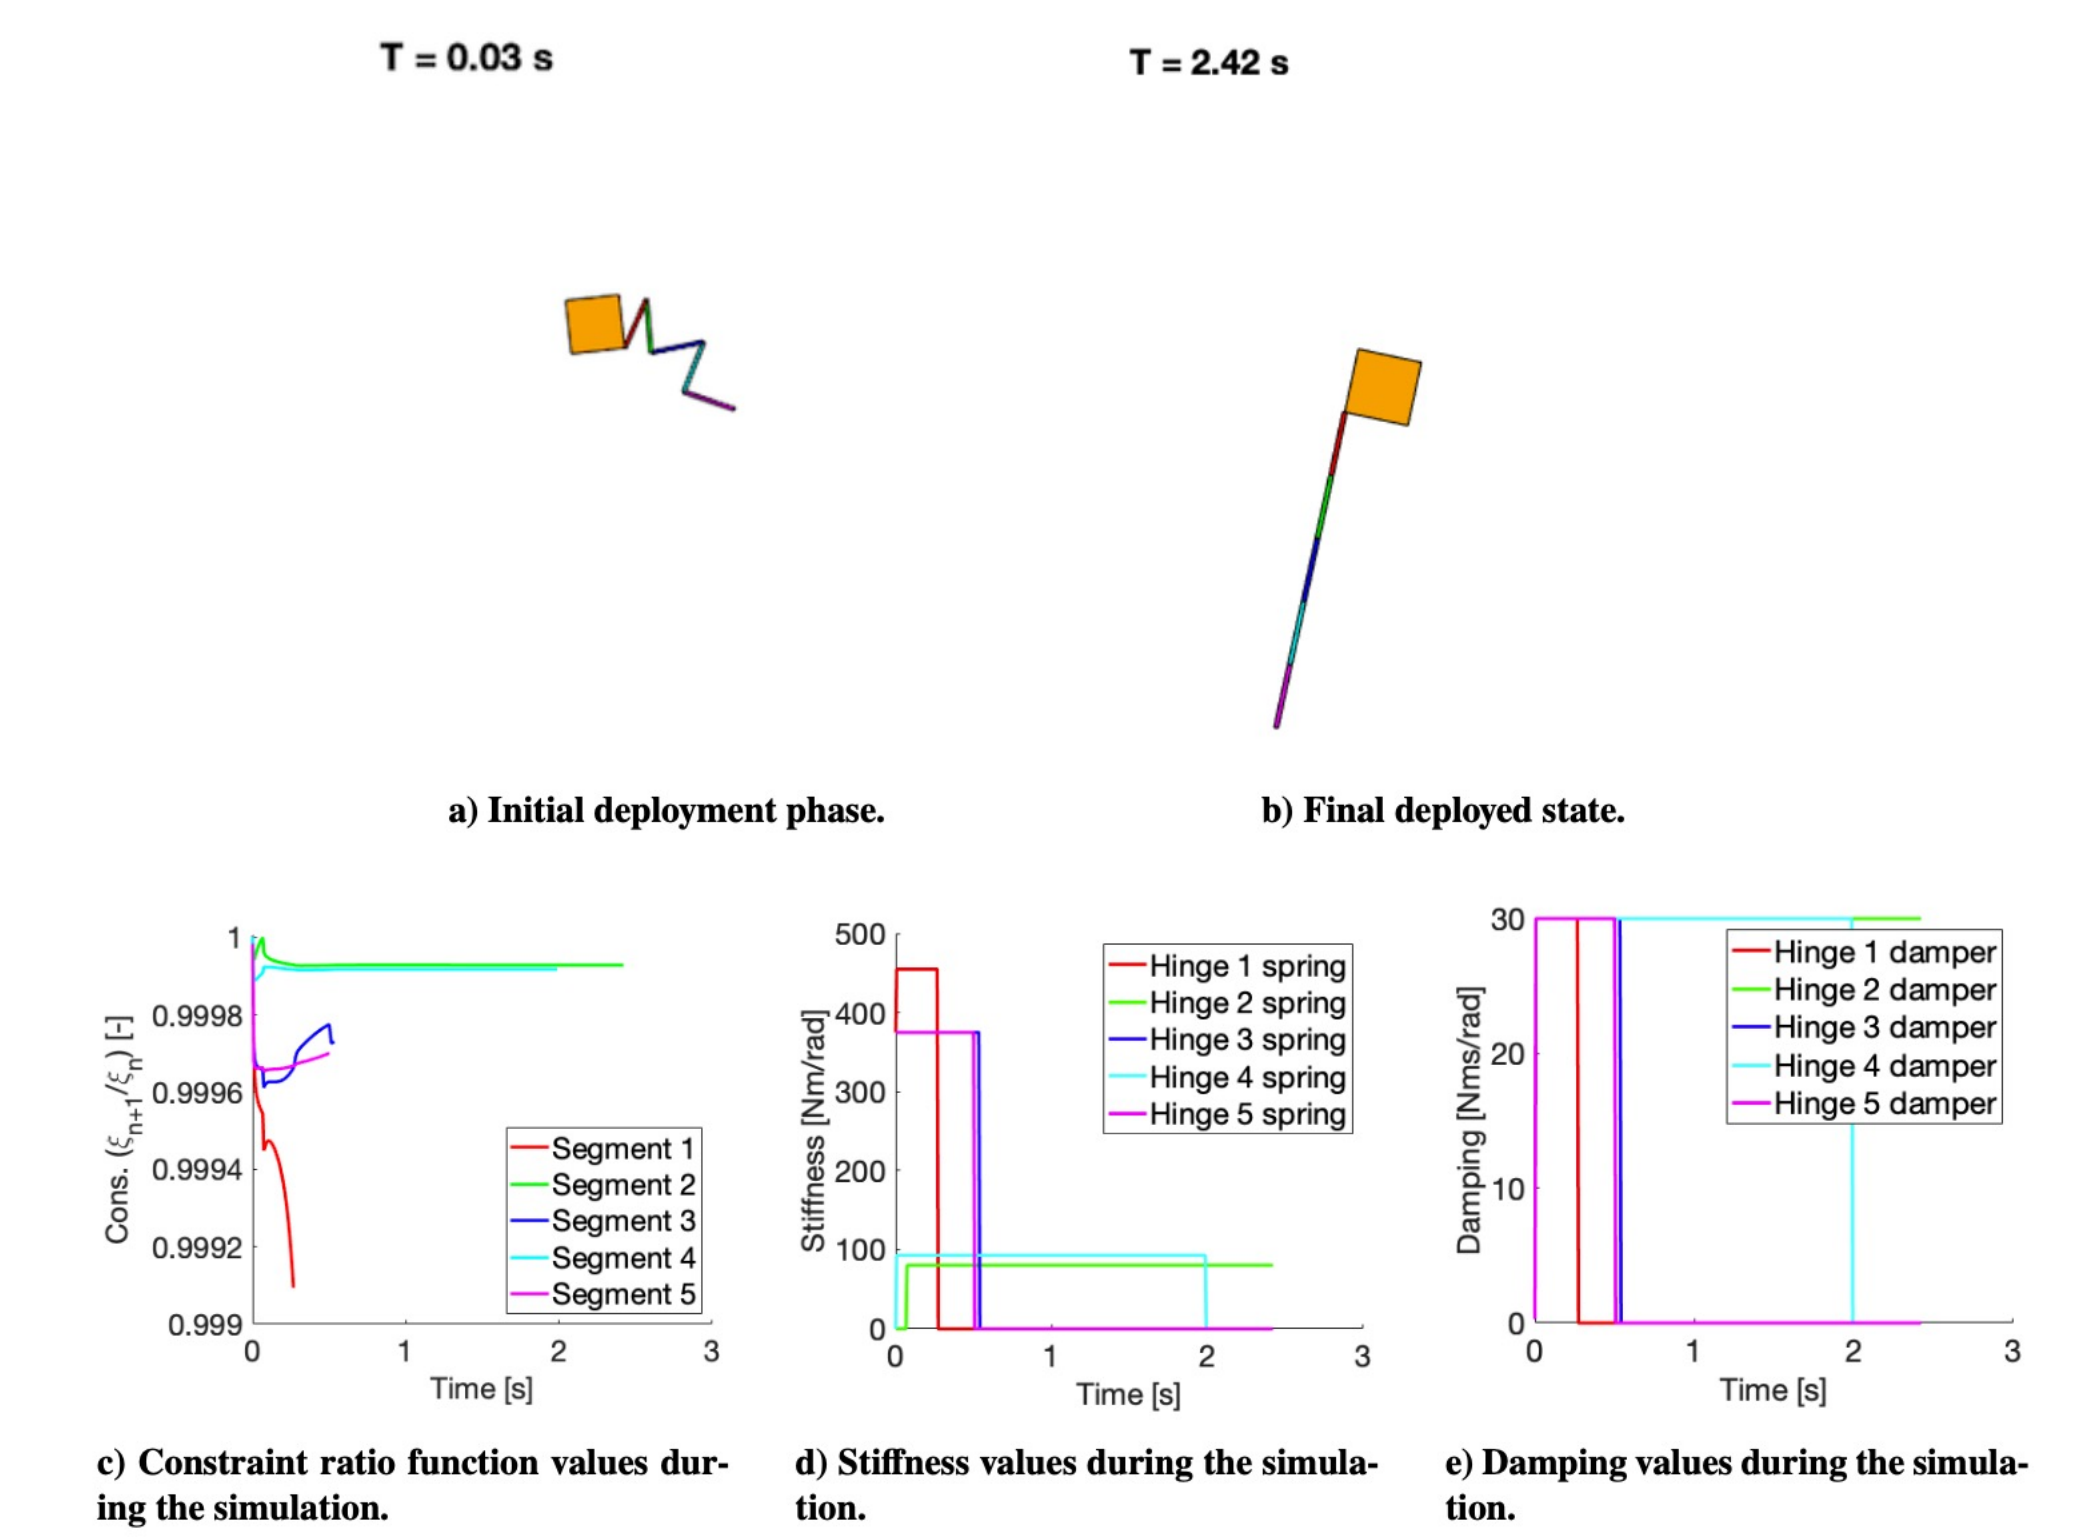 T = 0.03 s
T = 2.42 s
a) Initial deployment phase.
b) Final deployed state.
Cons. (ξn+1/ξn) [-]
1
0.9998
0.9996
0.9994
0.9992
0.999
0 1 2 3
Time [s]
Segment 1
Segment 2
Segment 3
Segment 4
Segment 5
c) Constraint ratio function values dur-
ing the simulation.
Stiffness [Nm/rad]
500
400
300
200
100
0
0 1 2 3
Time [s]
Hinge 1 spring
Hinge 2 spring
Hinge 3 spring
Hinge 4 spring
Hinge 5 spring
d) Stiffness values during the simula-
tion.
Damping [Nms/rad]
30
20
10
0
0 1 2 3
Time [s]
Hinge 1 damper
Hinge 2 damper
Hinge 3 damper
Hinge 4 damper
Hinge 5 damper
e) Damping values during the simula-
tion.